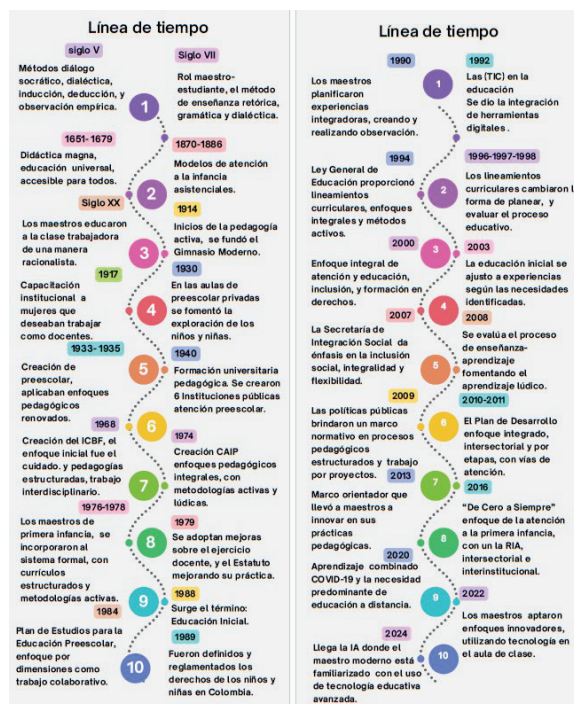 Línea de tiempo
siglo V
Métodos diálogo
socrático, dialéctica,
inducción, deducción, y
observación empírica.
Siglo VII
Rol maestro-
estudiante, el método
de enseñanza retórica,
gramática y dialéctica.
1
1651- 1679
Didáctica magna,
educación universal,
accesible para todos.
1870-1886
Modelos de atención
a la infancia
asistenciales.
2
Siglo XX
Los maestros educaron
a la clase trabajadora
de una manera
racionalista.
1914
Inicios de la pedagogía
activa, se fundó el
Gimnasio Moderno.
3
1917
Capacitación
institucional a
mujeres que
deseaban trabajar
como docentes.
1930
En las aulas de
preescolar privadas
se fomentó la
exploración de los
niños y niñas.
4
1933- 1935
Creación de
preescolar,
aplicaban enfoques
pedagógicos
renovados.
1940
Formación universitaria
pedagógica. Se crearon
6 Instituciones públicas
atención preescolar.
5
1968
Creación del ICBF, el
enfoque inicial fue el
cuidado. y pedagogías
estructuradas, trabajo
interdisciplinario.
6
1974
Creación CAIP
enfoques pedagógicos
integrales, con
metodologías activas y
lúdicas.
7
1976-1978
Los maestros de
primera infancia, se
incorporaron al
sistema formal, con
currículos
estructurados y
metodologías activas.
1979
Se adoptan mejoras
sobre el ejercicio
docente, y el Estatuto
mejorando su práctica.
8
1984
Plan de Estudios para la
Educación Preescolar,
enfoque por
dimensiones como
trabajo colaborativo.
9
1988
Surge el término:
Educación Inicial.
1989
Fueron definidos y
reglamentados los
derechos de los niños y
niñas en Colombia.
10
Línea de tiempo
1990
Los maestros
planificaron
experiencias
integradoras, creando y
realizando observación.
1992
Las (TIC) en la
educación
Se dio la integración
de herramientas
digitales .
1
1994
Ley General de
Educación proporcionó
lineamientos
curriculares, enfoques
integrales y métodos
activos.
1996-1997-1998
Los lineamientos
curriculares cambiaron l
forma de planear, y
evaluar el proceso
educativo.
2
2000
Enfoque integral de
atención y educación,
inclusión, y formación en
derechos.
3
2003
La educación inicial se
ajusto a experiencias
según las necesidades
identificadas.
4
2007
La Secretaría de
Integración Social da
énfasis en la inclusión
social, integralidad y
flexibilidad.
2008
Se evalúa el proceso
de enseñanza-
aprendizaje
fomentando el
aprendizaje lúdico.
5
2009
Las políticas públicas
brindaron un marco
normativo en procesos
pedagógicos
estructurados y trabajo
por proyectos.
2010-2011
El Plan de Desarrollo
enfoque integrado,
intersectorial y por
etapas, con vías de
atención.
6
2013
Marco orientador que
llevó a maestros a
innovar en sus
prácticas
pedagógicas.
7
2016
“De Cero a Siempre”
enfoque de la atención
a la primera infancia,
con un la RIA,
intersectorial e
interinstitucional.
8
2020
Aprendizaje combinado
COVID-19 y la necesidad
predominante de
educación a distancia.
9
2022
Los maestros aptaron
enfoques innovadores,
utilizando tecnología en
el aula de clase.
2024
Llega la IA donde el
maestro moderno está
familiarizado con el uso
de tecnología educativa
avanzada.
10